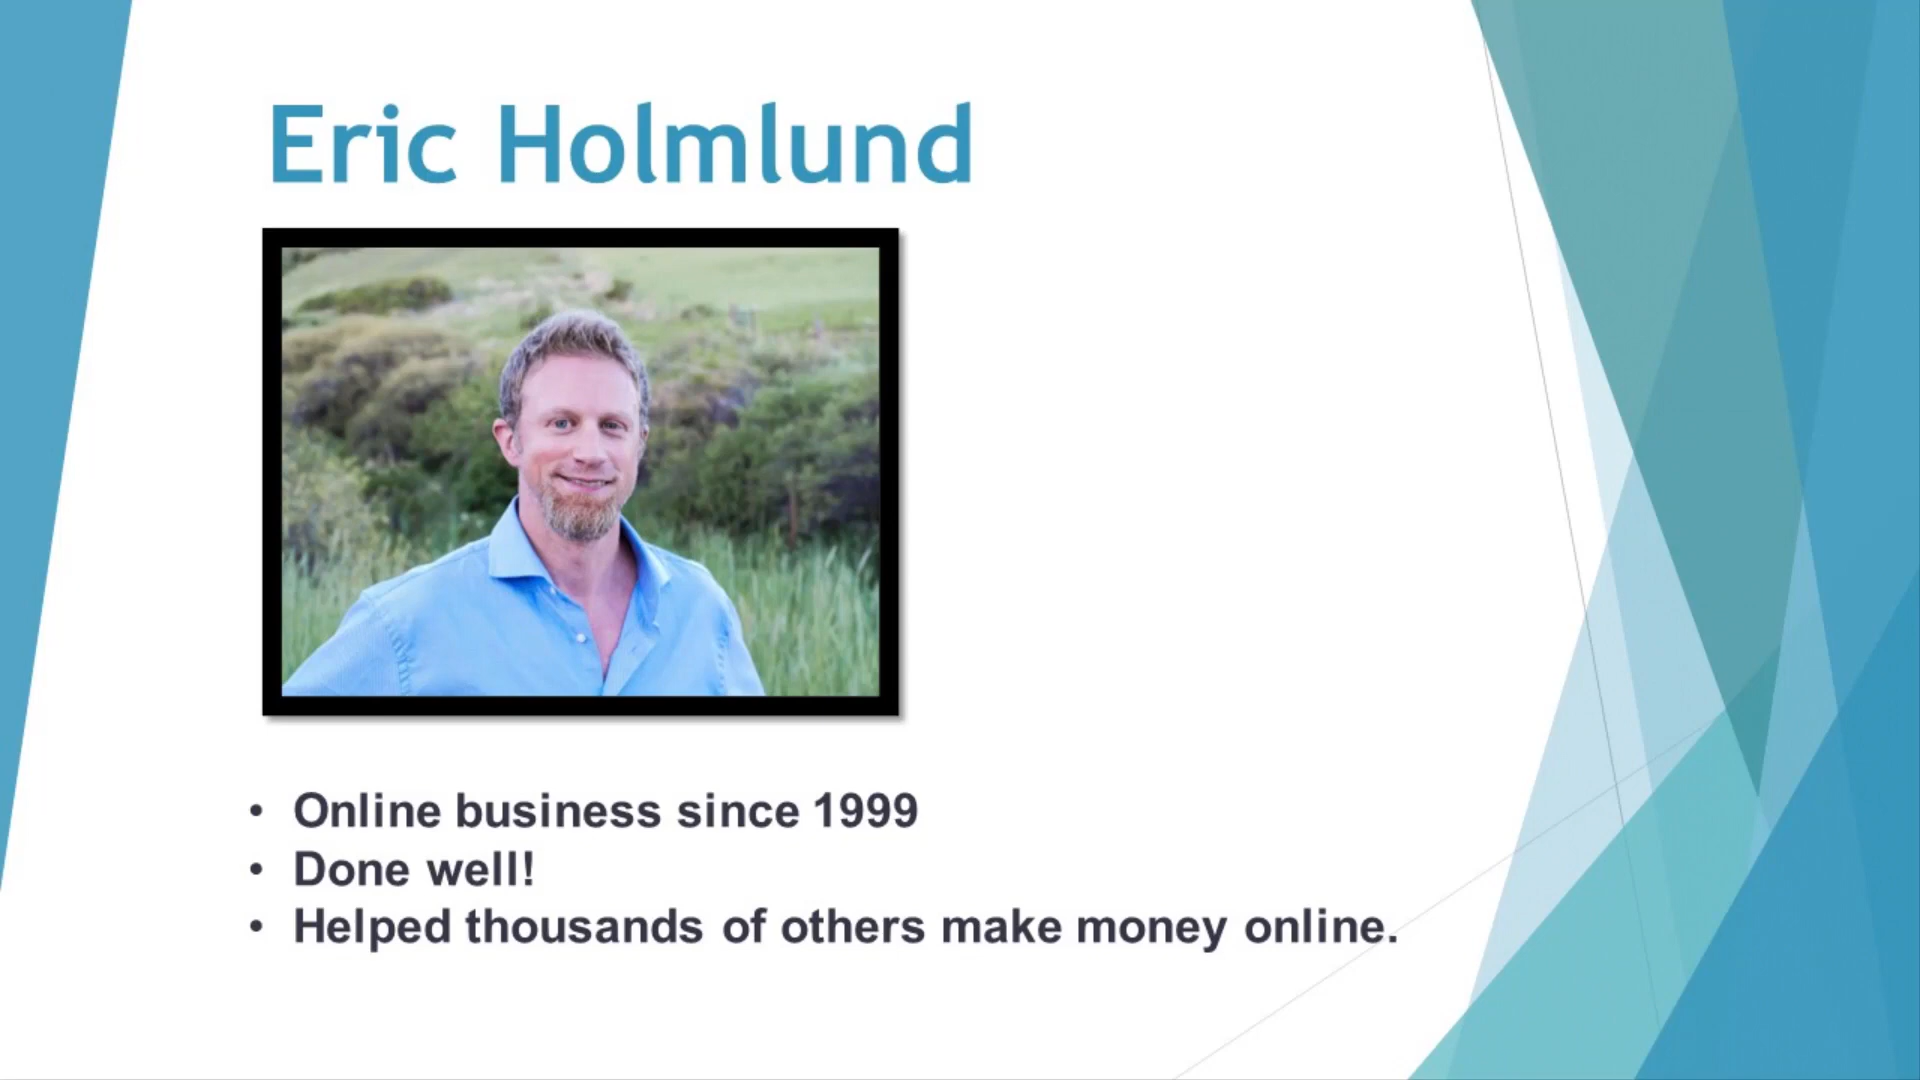 Eric Holmlund
• Online business since 1999
• Done well!
• Helped thousands of others make money online.